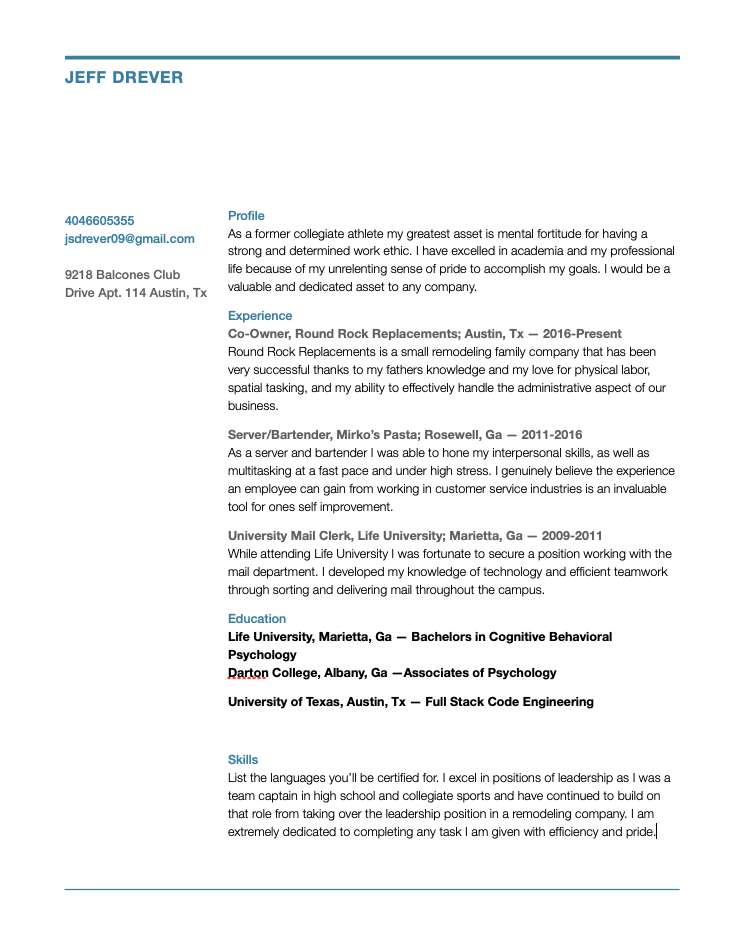 JEFF DREVER
4046605355
jsdrever09@gmail.com
9218 Balcones Club
Drive Apt. 114 Austin, Tx
Profile
As a former collegiate athlete my greatest asset is mental fortitude for having a
strong and determined work ethic. I have excelled in academia and my professional
life because of my unrelenting sense of pride to accomplish my goals. I would be a
valuable and dedicated asset to any company.
Experience
Co-Owner, Round Rock Replacements; Austin, Tx — 2016-Present
Round Rock Replacements is a small remodeling family company that has been
very successful thanks to my fathers knowledge and my love for physical labor,
spatial tasking, and my ability to effectively handle the administrative aspect of our
business.
Server/Bartender, Mirko’s Pasta; Rosewell, Ga — 2011-2016
As a server and bartender I was able to hone my interpersonal skills, as well as
multitasking at a fast pace and under high stress. I genuinely believe the experience
an employee can gain from working in customer service industries is an invaluable
tool for ones self improvement.
University Mail Clerk, Life University; Marietta, Ga — 2009-2011
While attending Life University I was fortunate to secure a position working with the
mail department. I developed my knowledge of technology and efficient teamwork
through sorting and delivering mail throughout the campus.
Education
Life University, Marietta, Ga — Bachelors in Cognitive Behavioral
Psychology
Darton College, Albany, Ga —Associates of Psychology
University of Texas, Austin, Tx — Full Stack Code Engineering
Skills
List the languages you’ll be certified for. I excel in positions of leadership as I was a
team captain in high school and collegiate sports and have continued to build on
that role from taking over the leadership position in a remodeling company. I am
extremely dedicated to completing any task I am given with efficiency and pride.